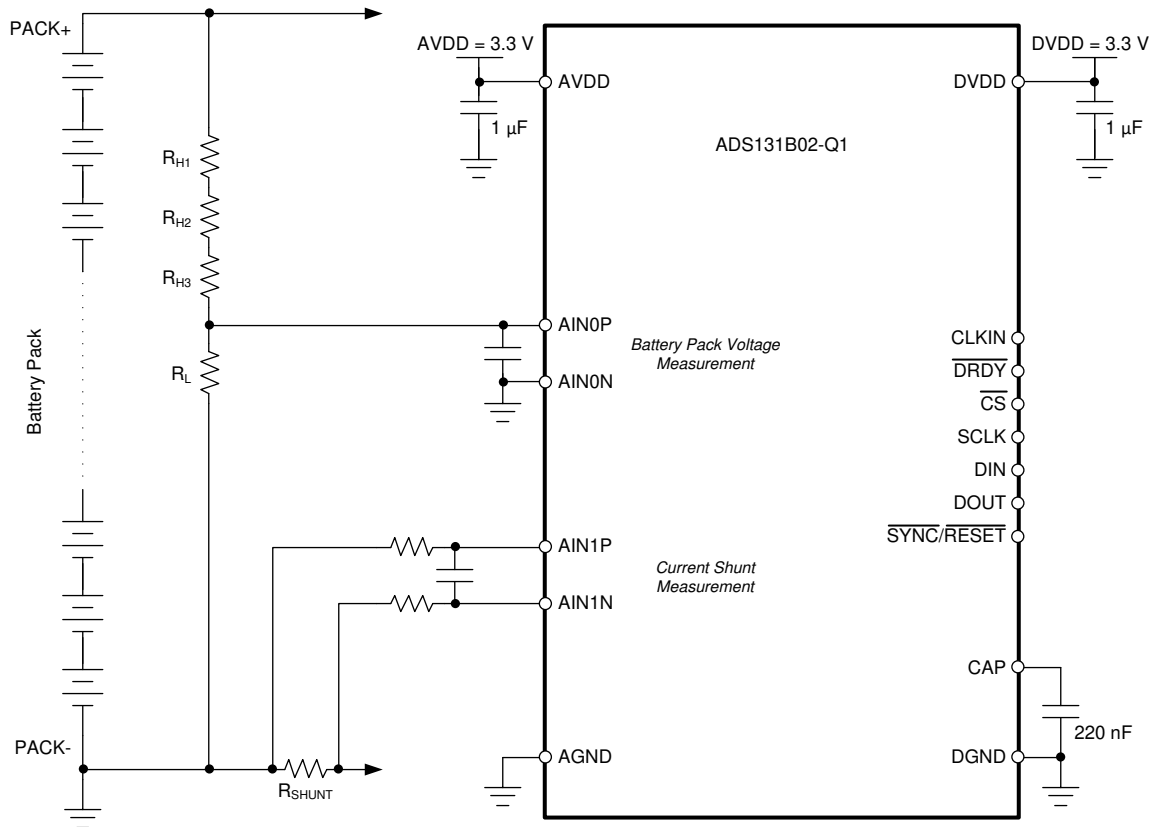 PACK+
AVDD = 3.3 V
DVDD = 3.3 V
AVDD
DVDD
1 µF
1 µF
ADS131B02-Q1
RH1
RH2
RH3
RL
Battery Pack
AIN0P
AIN0N
Battery Pack Voltage
Measurement
CLKIN
DRDY
CS
SCLK
DIN
DOUT
SYNC/RESET
AIN1P
AIN1N
Current Shunt
Measurement
CAP
220 nF
PACK-
AGND
DGND
RSHUNT